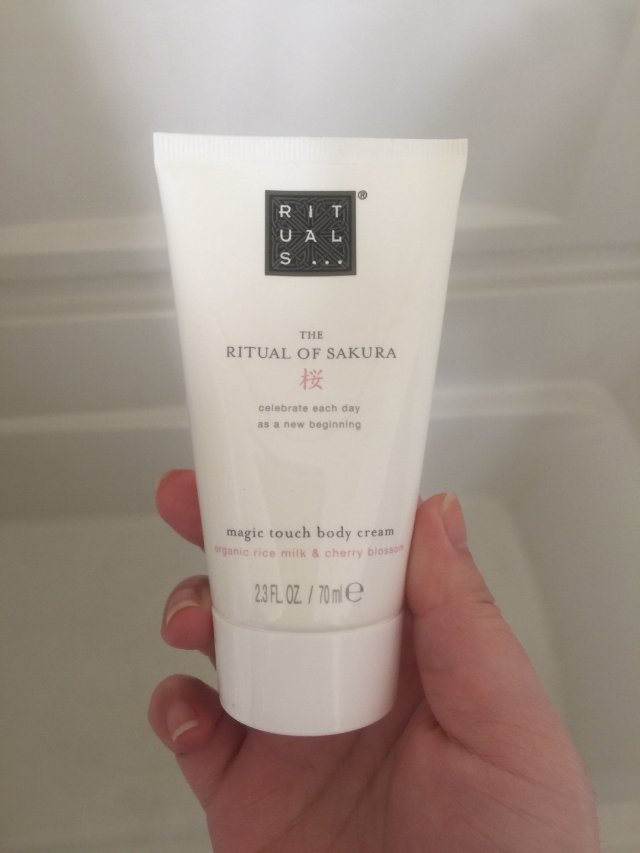 RIT
UAL
S...
®
THE
RITUAL OF SAKURA
桜
celebrate each day
as a new beginning
magic touch body cream
organic rice milk & cherry blossom
2.3 FL. OZ. / 70 ml ℮